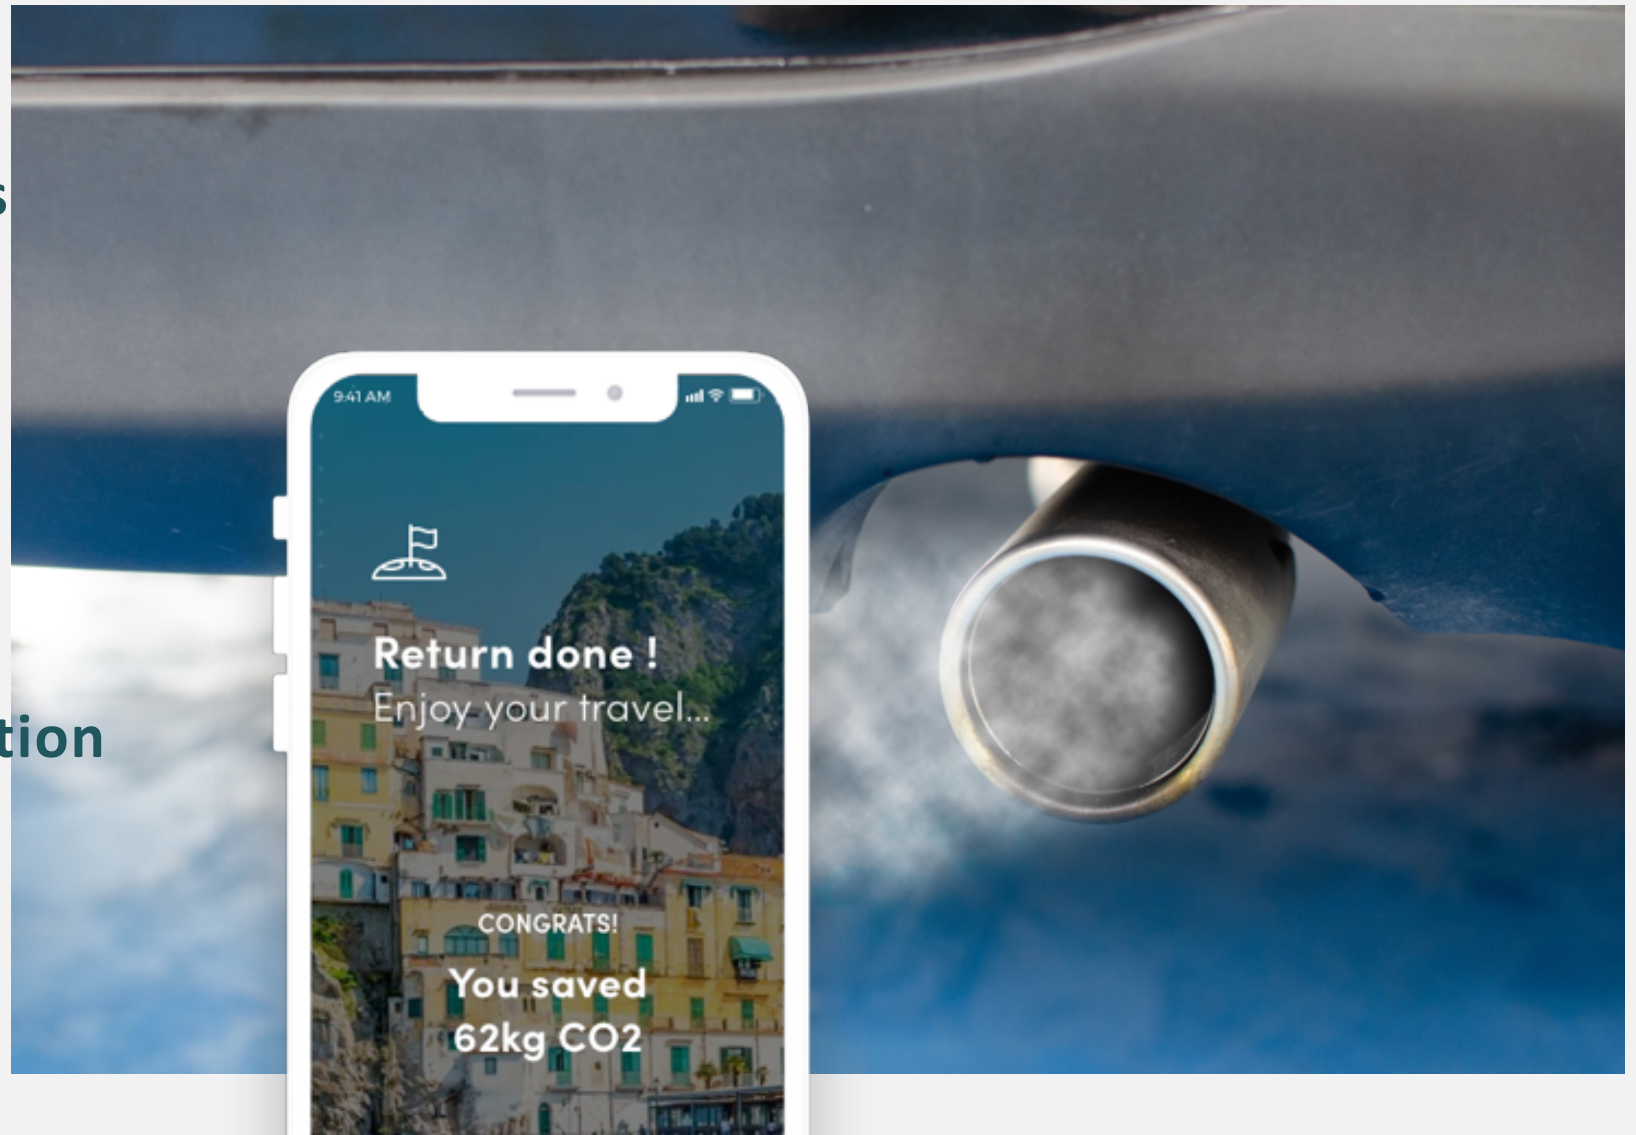 s
9:41 AM
Return done !
Enjoy your travel...
tion
CONGRATS!
You saved
62kg CO2